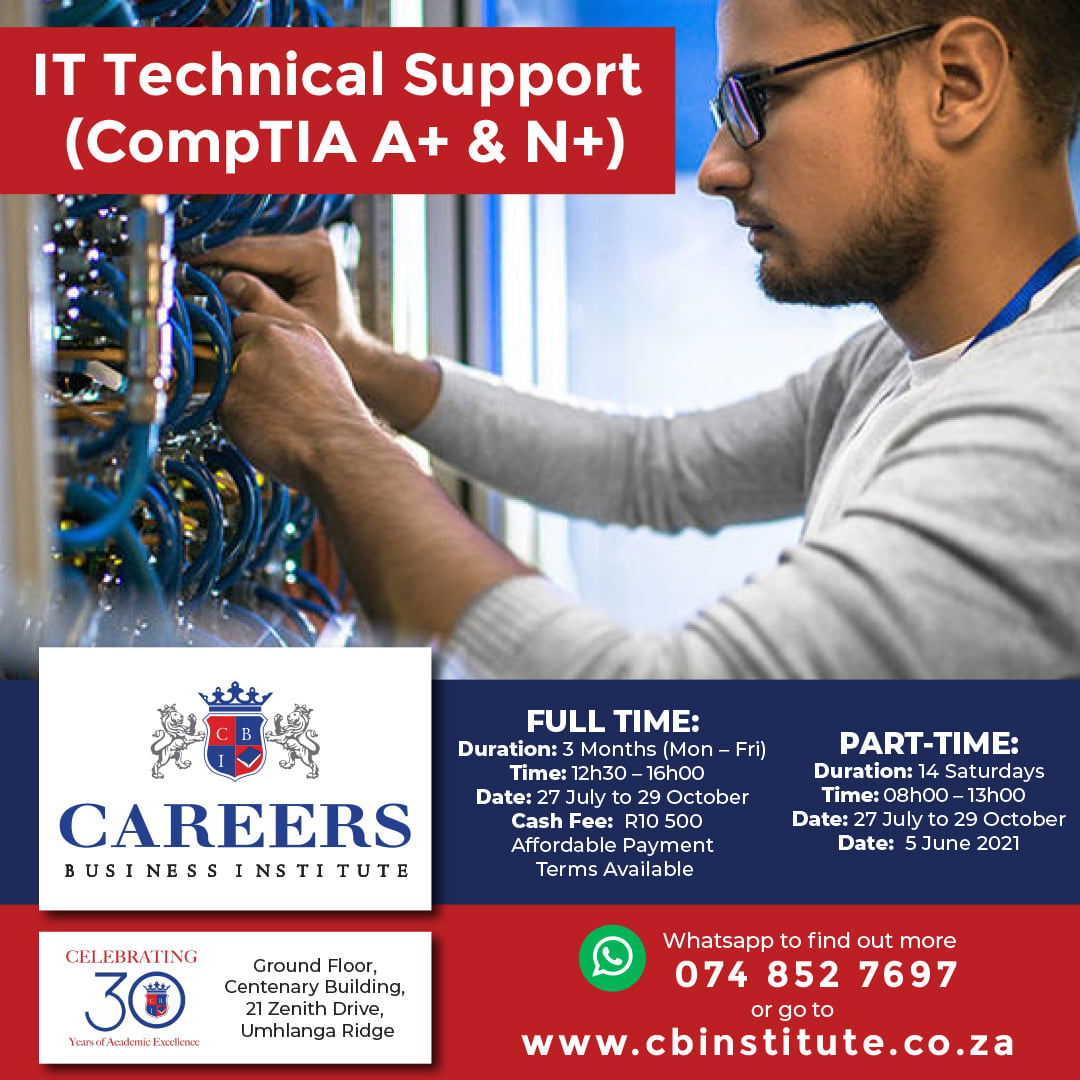 IT Technical Support
(CompTIA A+ & N+)
C B
I
CAREERS
BUSINESS INSTITUTE
FULL TIME:
Duration: 3 Months (Mon – Fri)
Time: 12h30 – 16h00
Date: 27 July to 29 October
Cash Fee: R10 500
Affordable Payment
Terms Available
PART-TIME:
Duration: 14 Saturdays
Time: 08h00 – 13h00
Date: 27 July to 29 October
Date: 5 June 2021
CELEBRATING
30
C B
I
Years of Academic Excellence
Ground Floor,
Centenary Building,
21 Zenith Drive,
Umhlanga Ridge
Whatsapp to find out more
074 852 7697
or go to
www.cbinstitute.co.za